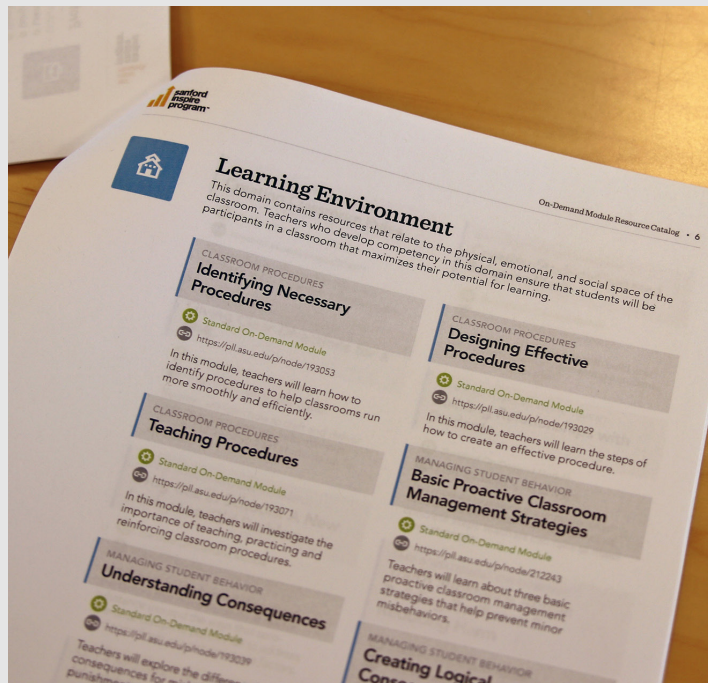 sanford
inspire
program™
On-Demand Module Resource Catalog • 6
Learning Environment
This domain contains resources that relate to the physical, emotional, and social space of the
classroom. Teachers who develop competency in this domain ensure that students will be
participants in a classroom that maximizes their potential for learning.
CLASSROOM PROCEDURES
Identifying Necessary
Procedures
Standard On-Demand Module
https://pll.asu.edu/p/node/193053
In this module, teachers will learn how to
identify procedures to help classrooms run
more smoothly and efficiently.
CLASSROOM PROCEDURES
Teaching Procedures
Standard On-Demand Module
https://pll.asu.edu/p/node/193071
In this module, teachers will investigate the
importance of teaching, practicing and
reinforcing classroom procedures.
MANAGING STUDENT BEHAVIOR
Understanding Consequences
Standard On-Demand Module
https://pll.asu.edu/p/node/193039
Teachers will explore the
consequences for
CLASSROOM PROCEDURES
Designing Effective
Procedures
Standard On-Demand Module
https://pll.asu.edu/p/node/193029
In this module, teachers will learn the steps of
how to create an effective procedure.
MANAGING STUDENT BEHAVIOR
Basic Proactive Classroom
Management Strategies
Standard On-Demand Module
https://pll.asu.edu/p/node/212243
Teachers will learn about three basic
proactive classroom management
strategies that help prevent minor
misbehaviors.
MANAGING STUDENT BEHAVIOR
Creating Logical